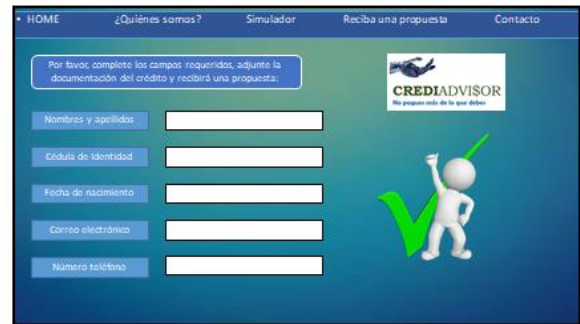 • HOME ¿Quiénes somos? Simulador Reciba una propuesta Contacto
Por favor, complete los campos requeridos, adjunte la
documentación del crédito y recibirá una propuesta:
CREDIADVI$OR
No pagues más de lo que debes
Nombres y apellidos
Cédula de Identidad
Fecha de nacimiento
Correo electrónico
Número teléfono